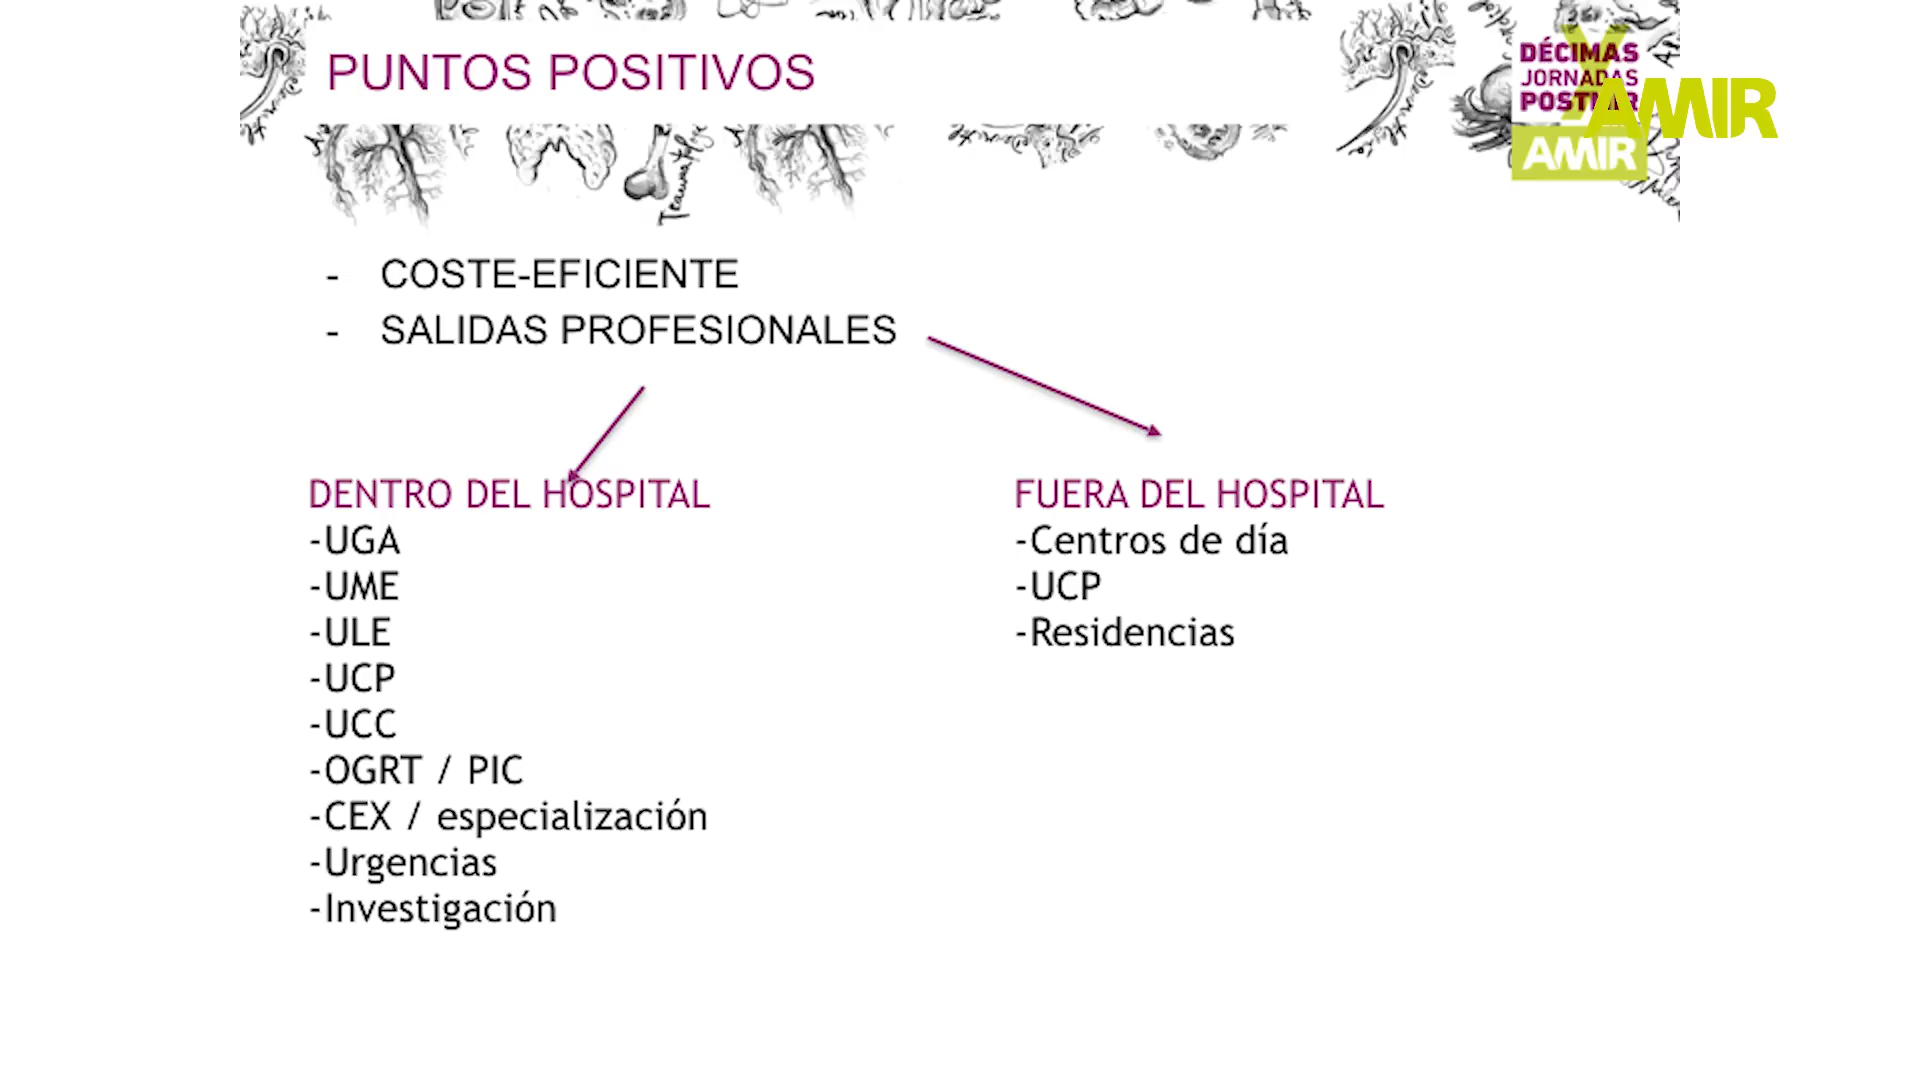 PUNTOS POSITIVOS
DÉCIMAS
JORNADAS
AMIR
AMIR
- COSTE-EFICIENTE
- SALIDAS PROFESIONALES
DENTRO DEL HOSPITAL
-UGA
-UME
-ULE
-UCP
-UCC
-OGRT / PIC
-CEX / especialización
-Urgencias
-Investigación
FUERA DEL HOSPITAL
-Centros de día
-UCP
-Residencias